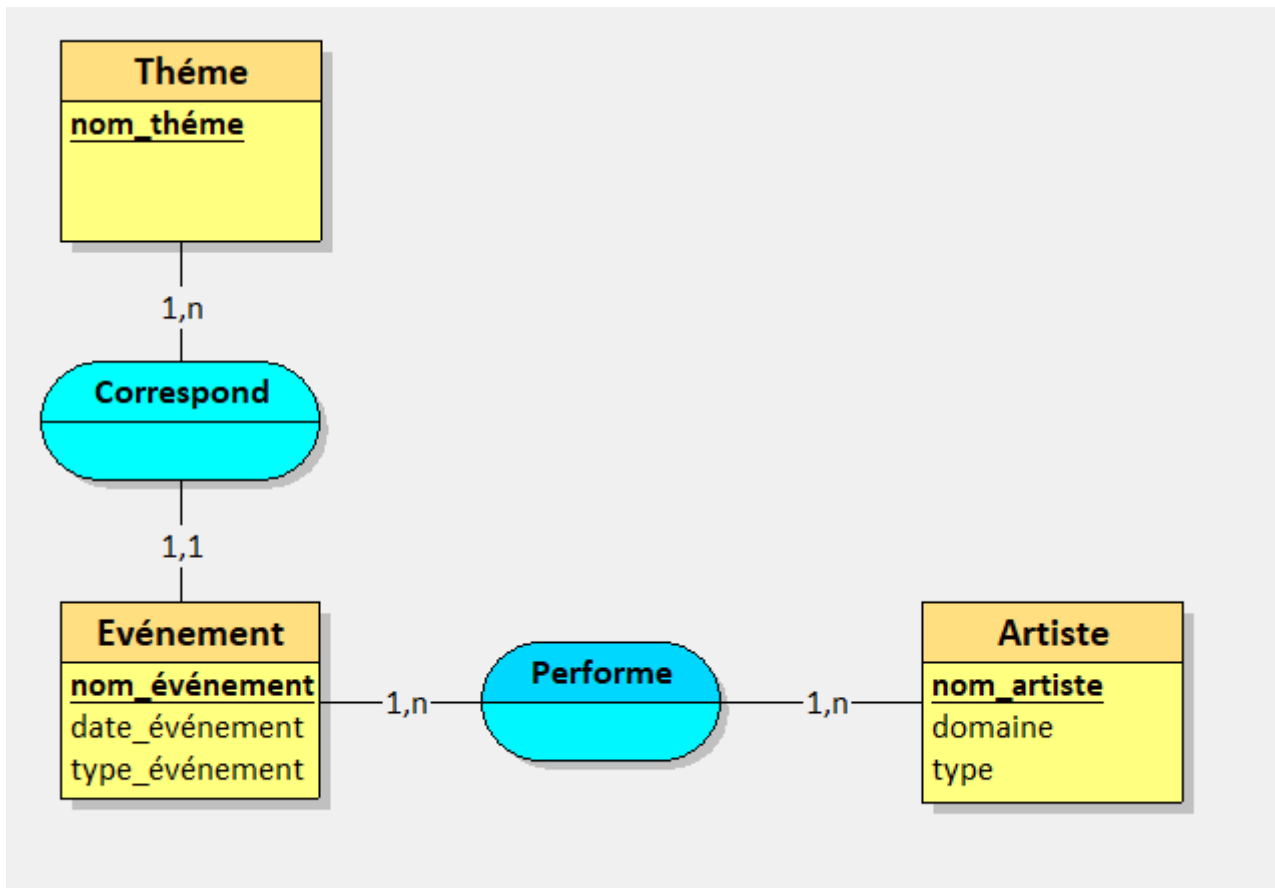 Théme
nom_théme
1,n
Correspond
1,1
Evénement
nom_événement
date_événement
type_événement
1,n
Performe
1,n
Artiste
nom_artiste
domaine
type